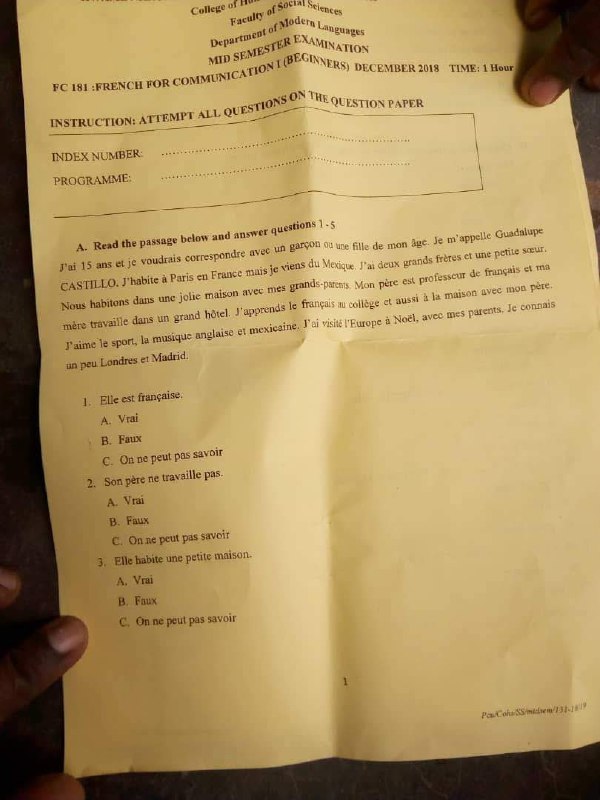 College of
Faculty of Social Sciences
Department of Modern Languages
MID SEMESTER EXAMINATION
FC 181 :FRENCH FOR COMMUNICATION I (BEGINNERS) DECEMBER 2018 TIME: 1 Hour
INSTRUCTION: ATTEMPT ALL QUESTIONS ON THE QUESTION PAPER
INDEX NUMBER:
PROGRAMME:
A. Read the passage below and answer questions 1 - 5
J'ai 15 ans et je voudrais correspondre avec un garçon ou une fille de mon âge. Je m'appelle Guadalupe
CASTILLO. J'habite à Paris en France mais je viens du Mexique. J'ai deux grands frères et une petite sœur.
Nous habitons dans une jolie maison avec mes grands-parents. Mon père est professeur de français et ma
mère travaille dans un grand hôtel. J'apprends le français au collège et aussi à la maison avec mon père.
J'aime le sport, la musique anglaise et mexicaine. J'ai visité l'Europe à Noël, avec mes parents. Je connais
un peu Londres et Madrid.
1. Elle est française.
A. Vrai
B. Faux
C. On ne peut pas savoir
2. Son père ne travaille pas.
A. Vrai
B. Faux
C. On ne peut pas savoir
3. Elle habite une petite maison.
A. Vrai
B. Faux
C. On ne peut pas savoir
1